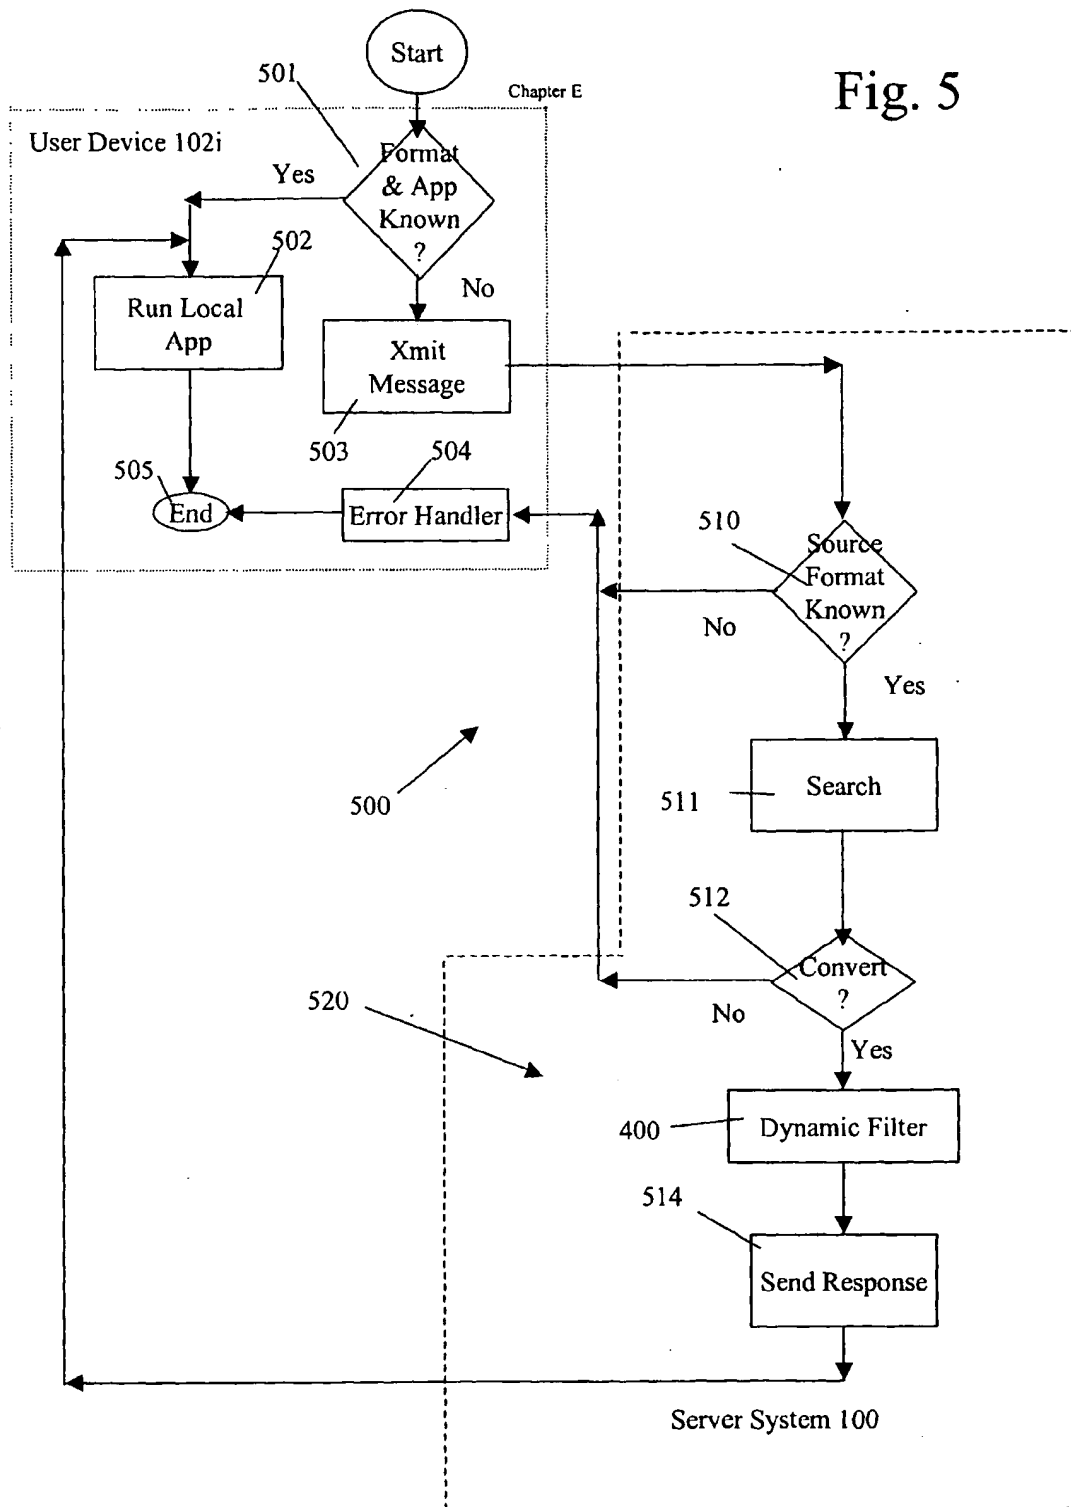 Start
Fig. 5
501
Chapter E
User Device 102i
Format
& App
Known
?
Yes
No
502
Run Local
App
Xmit
Message
503
504
505
End
Error Handler
510
Source
Format
Known
?
No
Yes
500
511
Search
512
Convert
?
520
No
Yes
400
Dynamic Filter
514
Send Response
Server System 100